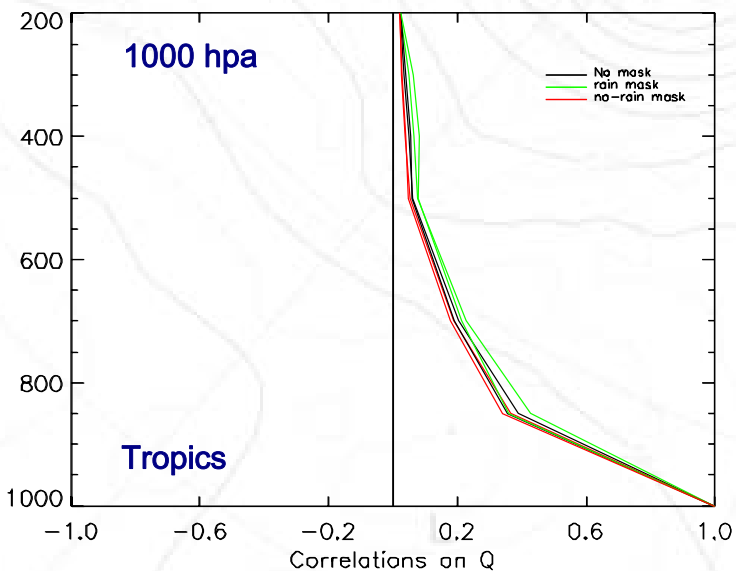 200
1000 hpa
No mask
rain mask
no-rain mask
400
600
800
Tropics
1000
-1.0 -0.6 -0.2 0.2 0.6 1.0
Correlations on Q